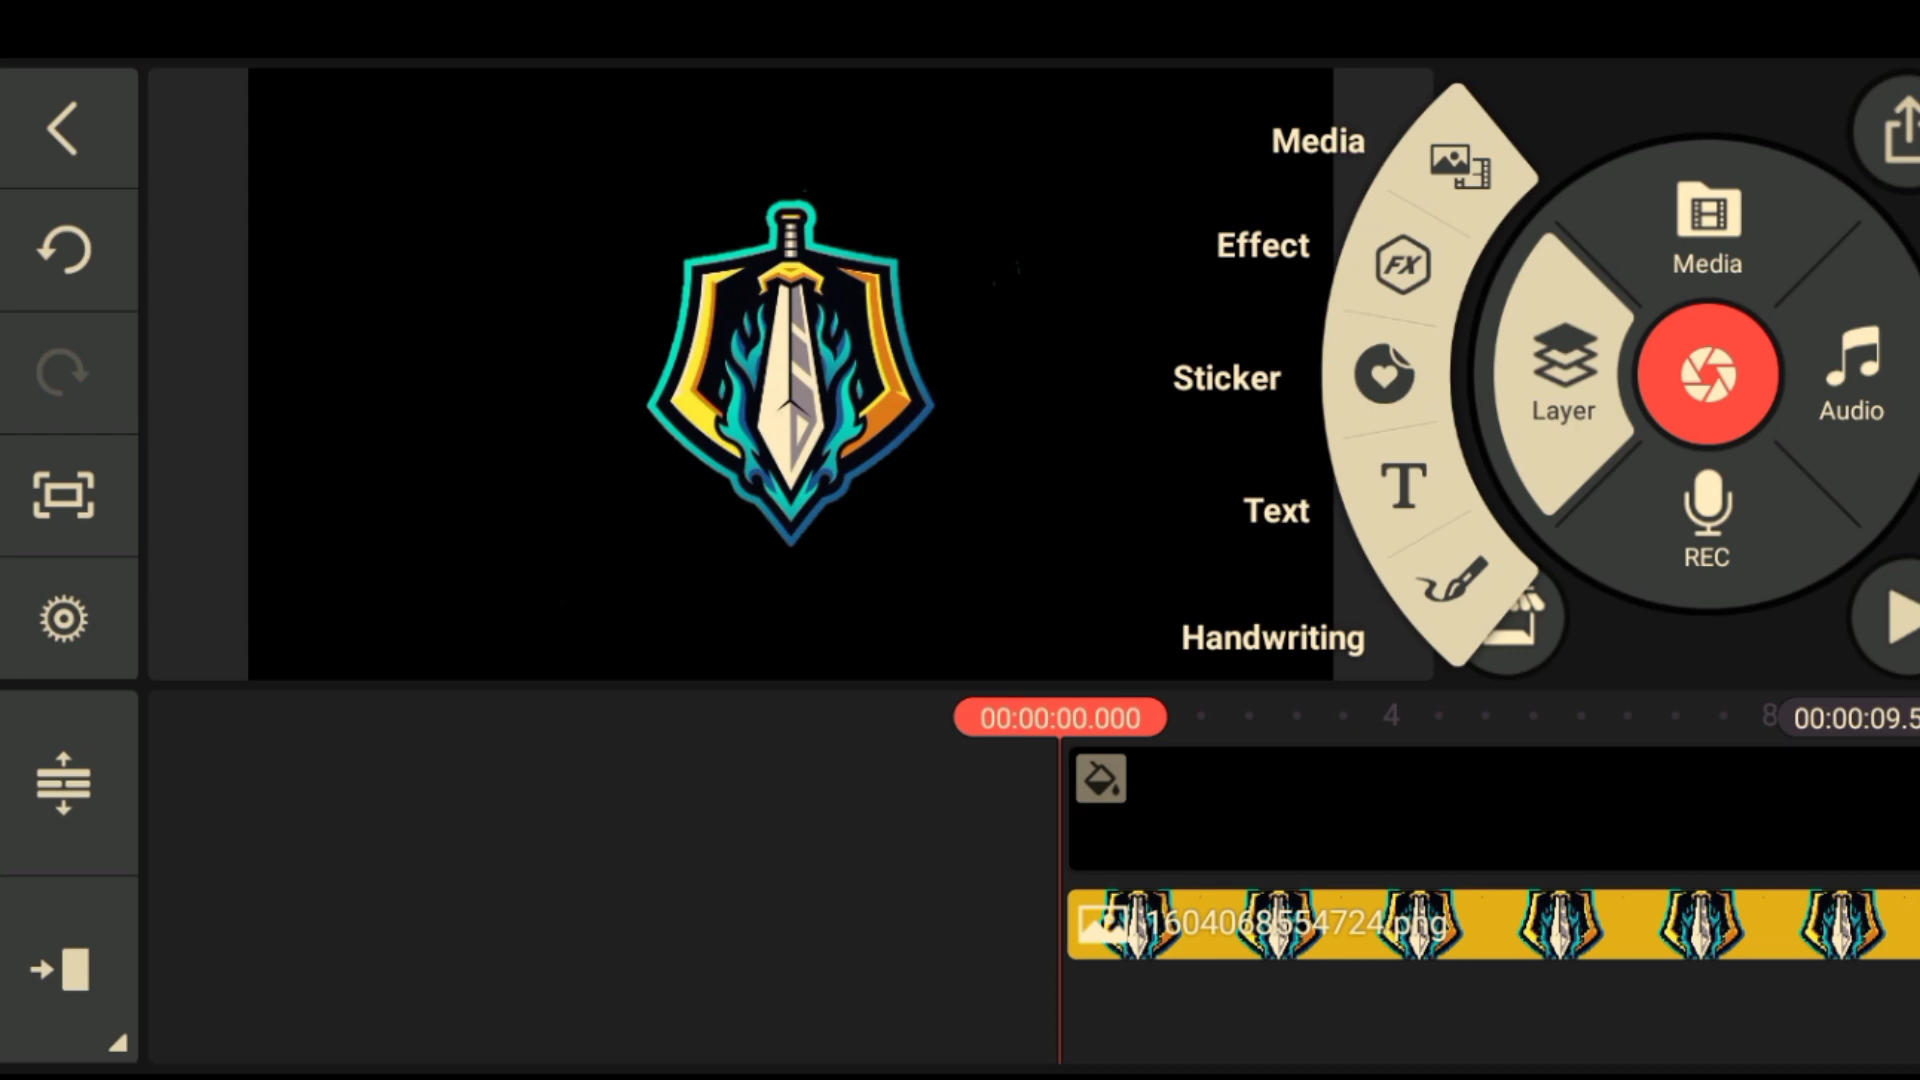 Media
Effect
Sticker
Text
Handwriting
FX
T
Media
Layer
Audio
REC
00:00:00.000
4
8
00:00:09.5
1604068554724.png